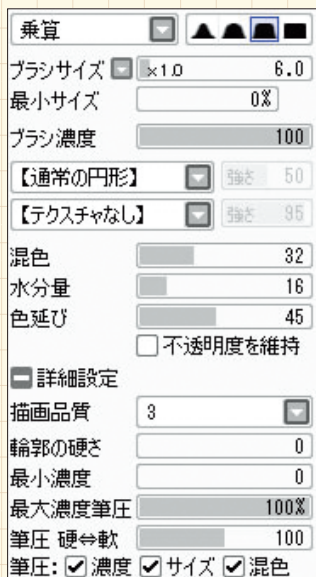 乗算
ブラシサイズ ×1.0 6.0
最小サイズ 0%
ブラシ濃度 100
【通常の円形】 強さ 50
【テクスチャなし】 強さ 95
混色 32
水分量 16
色延び 45
不透明度を維持
詳細設定
描画品質 3
輪郭の硬さ 0
最小濃度 0
最大濃度筆圧 100%
筆圧 硬⇔軟 100
筆圧: 濃度 サイズ 混色